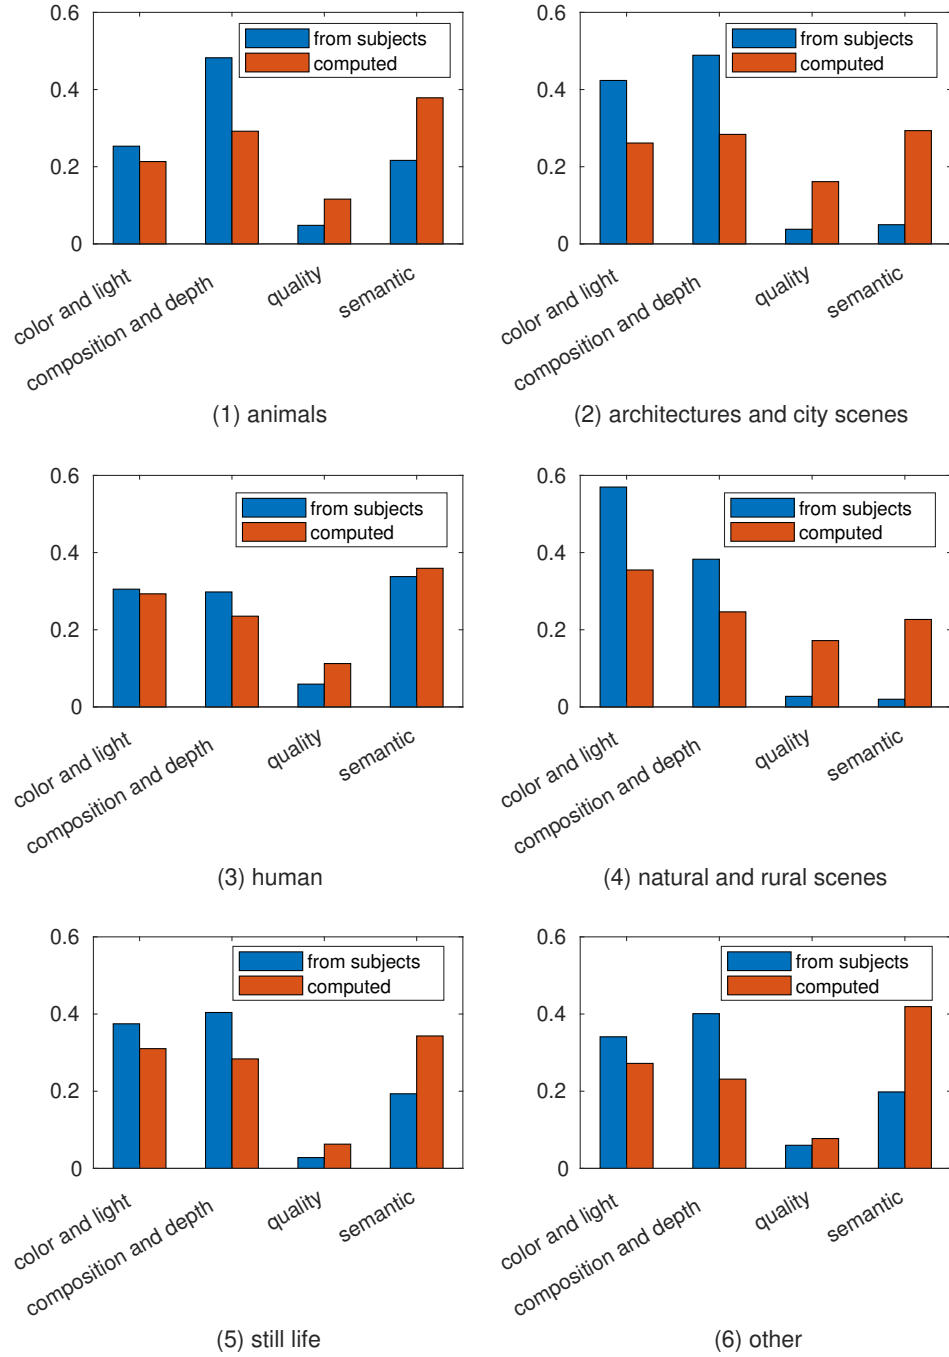 0.6
0.4
0.2
0
from subjects
computed
color and light
composition and depth
quality
semantic
(1) animals
0.6
0.4
0.2
0
from subjects
computed
color and light
composition and depth
quality
semantic
(2) architectures and city scenes
0.6
0.4
0.2
0
from subjects
computed
color and light
composition and depth
quality
semantic
(3) human
0.6
0.4
0.2
0
from subjects
computed
color and light
composition and depth
quality
semantic
(4) natural and rural scenes
0.6
0.4
0.2
0
from subjects
computed
color and light
composition and depth
quality
semantic
(5) still life
0.6
0.4
0.2
0
from subjects
computed
color and light
composition and depth
quality
semantic
(6) other